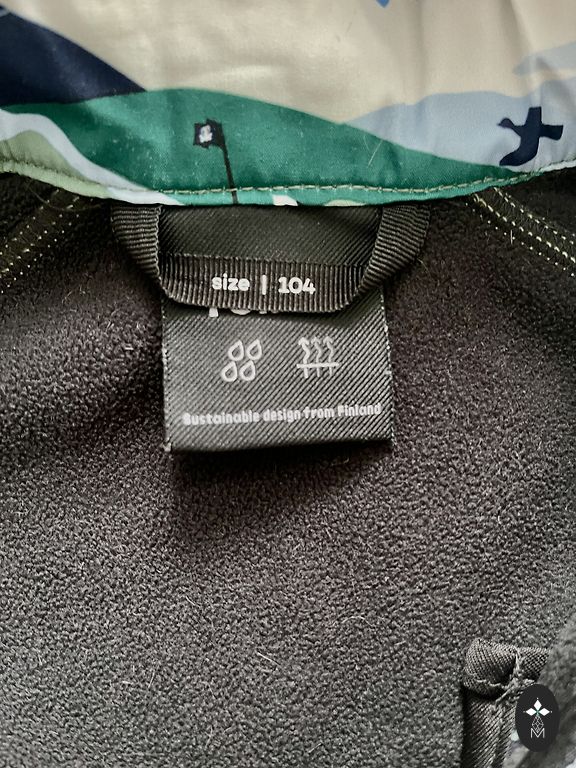 size | 104
Sustainable design from Finland
M